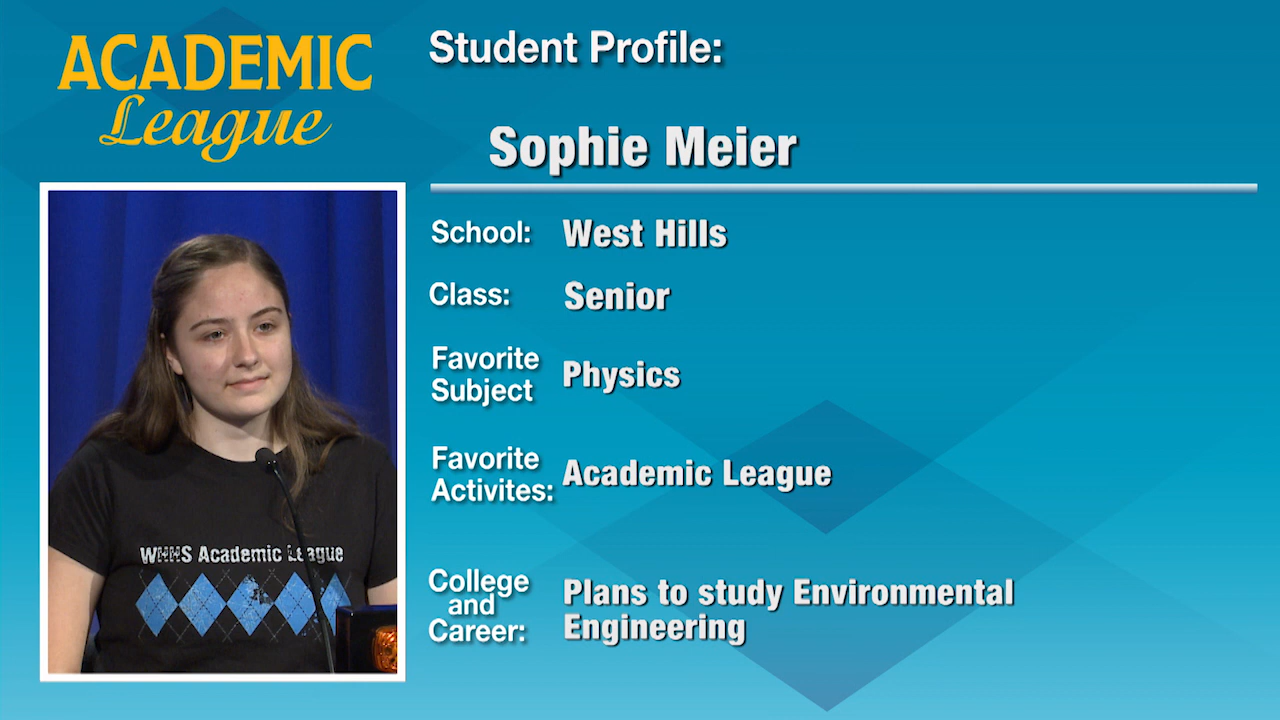 ACADEMIC
League
Student Profile:
Sophie Meier
School: West Hills
Class: Senior
Favorite
Subject
Physics
Favorite
Activites:
Academic League
College
and
Career:
Plans to study Environmental
Engineering
WHHS Academic League